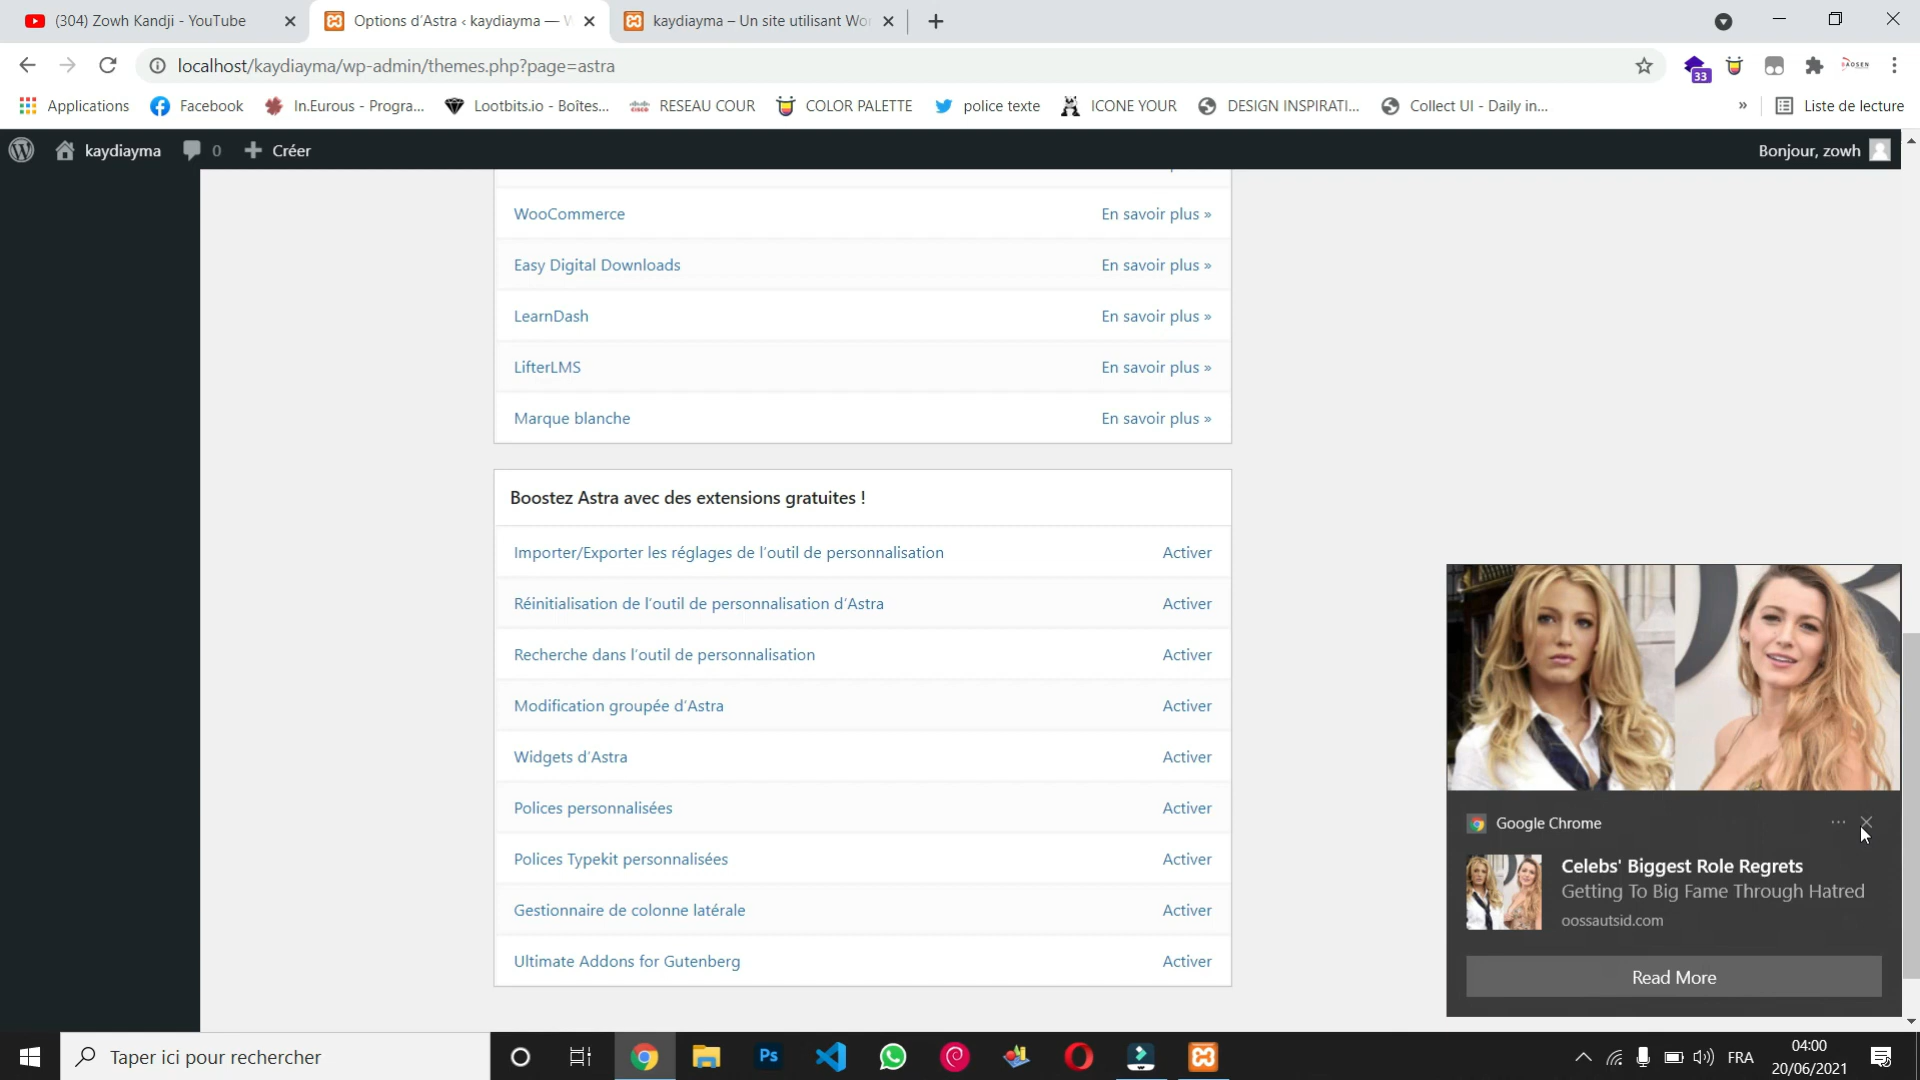 (304) Zowh Kandji - YouTube
Options d'Astra ‹ kaydiayma —
kaydiayma – Un site utilisant Wor
localhost/kaydiayma/wp-admin/themes.php?page=astra
33
DAOSEN
Applications
Facebook
In.Eurous - Progra...
Lootbits.io - Boîtes...
RESEAU COUR
COLOR PALETTE
police texte
ICONE YOUR
DESIGN INSPIRATI...
Collect UI - Daily in...
»
Liste de lecture
kaydiayma
0
Créer
Bonjour, zowh
WooCommerce En savoir plus »
Easy Digital Downloads En savoir plus »
LearnDash En savoir plus »
LifterLMS En savoir plus »
Marque blanche En savoir plus »
Boostez Astra avec des extensions gratuites !
Importer/Exporter les réglages de l'outil de personnalisation Activer
Réinitialisation de l'outil de personnalisation d'Astra Activer
Recherche dans l'outil de personnalisation Activer
Modification groupée d'Astra Activer
Widgets d'Astra Activer
Polices personnalisées Activer
Polices Typekit personnalisées Activer
Gestionnaire de colonne latérale Activer
Ultimate Addons for Gutenberg Activer
Google Chrome
Celebs' Biggest Role Regrets
Getting To Big Fame Through Hatred
oossautsid.com
Read More
Taper ici pour rechercher
Ps
FRA
04:00
20/06/2021